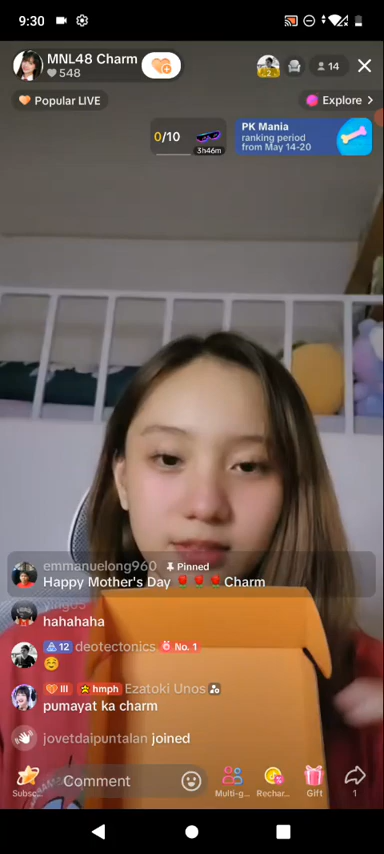 9:30
MNL48 Charm
548
14
Popular LIVE
Explore >
0/10
3h46m
PK Mania
ranking period
from May 14-20
emmanuelong960 Pinned
Happy Mother's Day 🌹🌹🌹Charm
hahahaha
12 deotectonics No. 1
☺️
III hmph Ezatoki Unos
pumayat ka charm
jovetdaipuntalan joined
Subsc... Comment Multi-g... Rechar... Gift 1